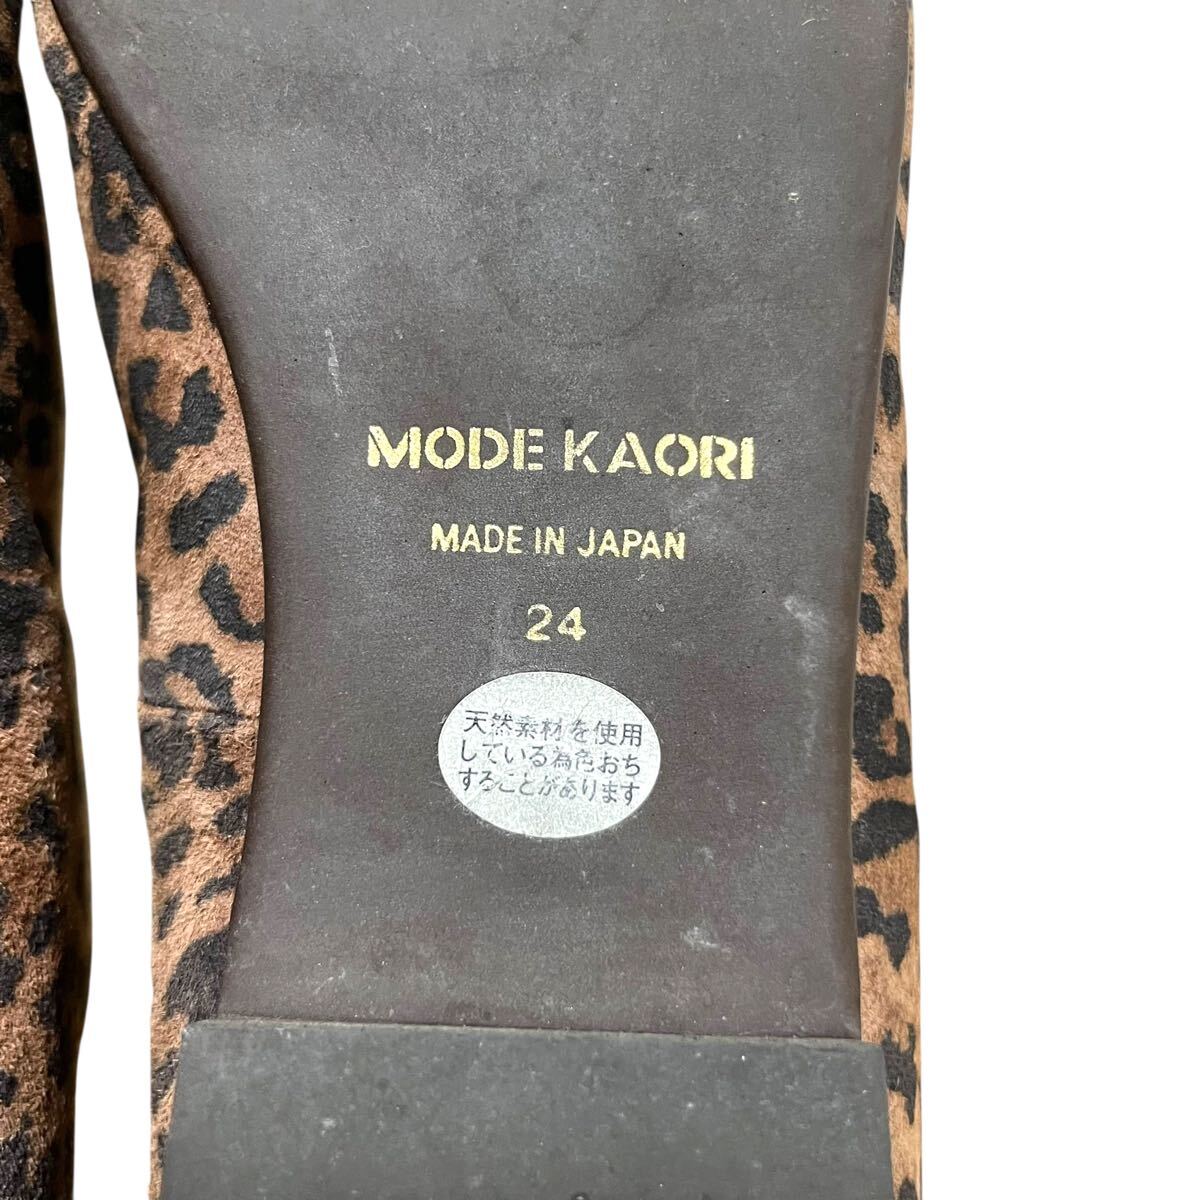 MODE KAORI
MADE IN JAPAN
24
天然素材を使用
している為色おち
することがあります